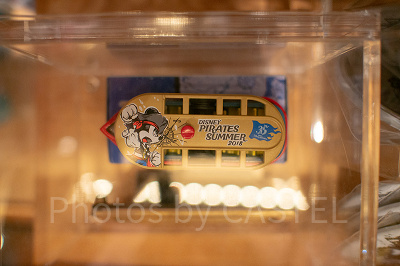 DISNEY
PIRATES
SUMMER
2018
35
Photos by CASTEL